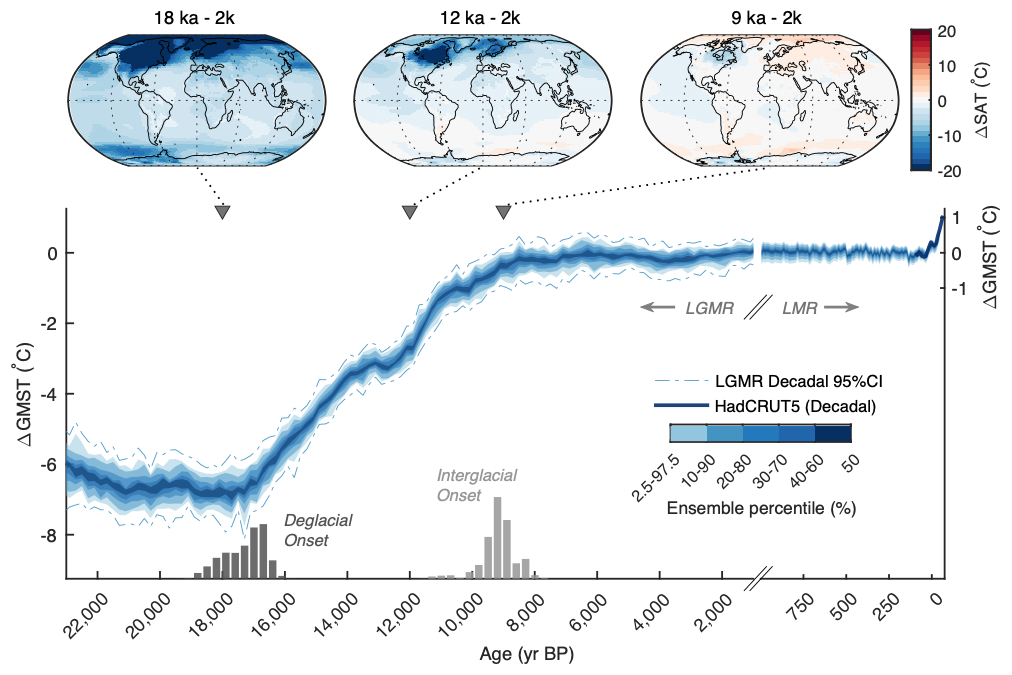 18 ka - 2k
12 ka - 2k
9 ka - 2k
20
10
0
-10
-20
ΔSAT (°C)
0
-2
-4
-6
-8
ΔGMST (°C)
1
0
-1
ΔGMST (°C)
LGMR
LMR
LGMR Decadal 95%CI
HadCRUT5 (Decadal)
2.5-97.5
10-90
20-80
30-70
40-60
50
Ensemble percentile (%)
Interglacial
Onset
Deglacial
Onset
22,000
20,000
18,000
16,000
14,000
12,000
10,000
8,000
6,000
4,000
2,000
750
500
250
0
Age (yr BP)